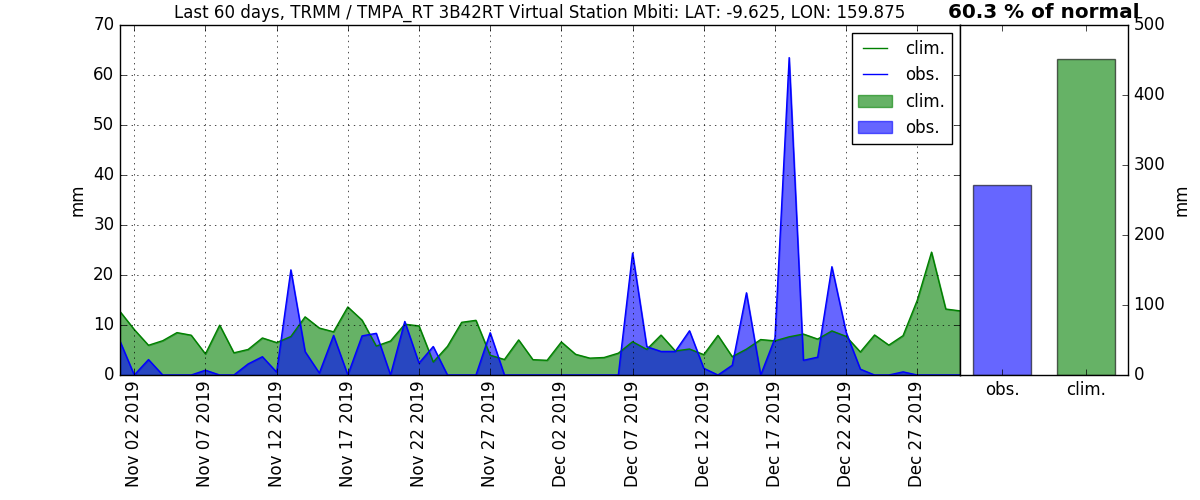 Last 60 days, TRMM / TMPA_RT 3B42RT Virtual Station Mbiti: LAT: -9.625, LON: 159.875
60.3 % of normal
70
60
50
40
30
20
10
0
mm
clim.
obs.
clim.
obs.
500
400
300
200
100
0
mm
obs.
clim.
Nov 02 2019
Nov 07 2019
Nov 12 2019
Nov 17 2019
Nov 22 2019
Nov 27 2019
Dec 02 2019
Dec 07 2019
Dec 12 2019
Dec 17 2019
Dec 22 2019
Dec 27 2019